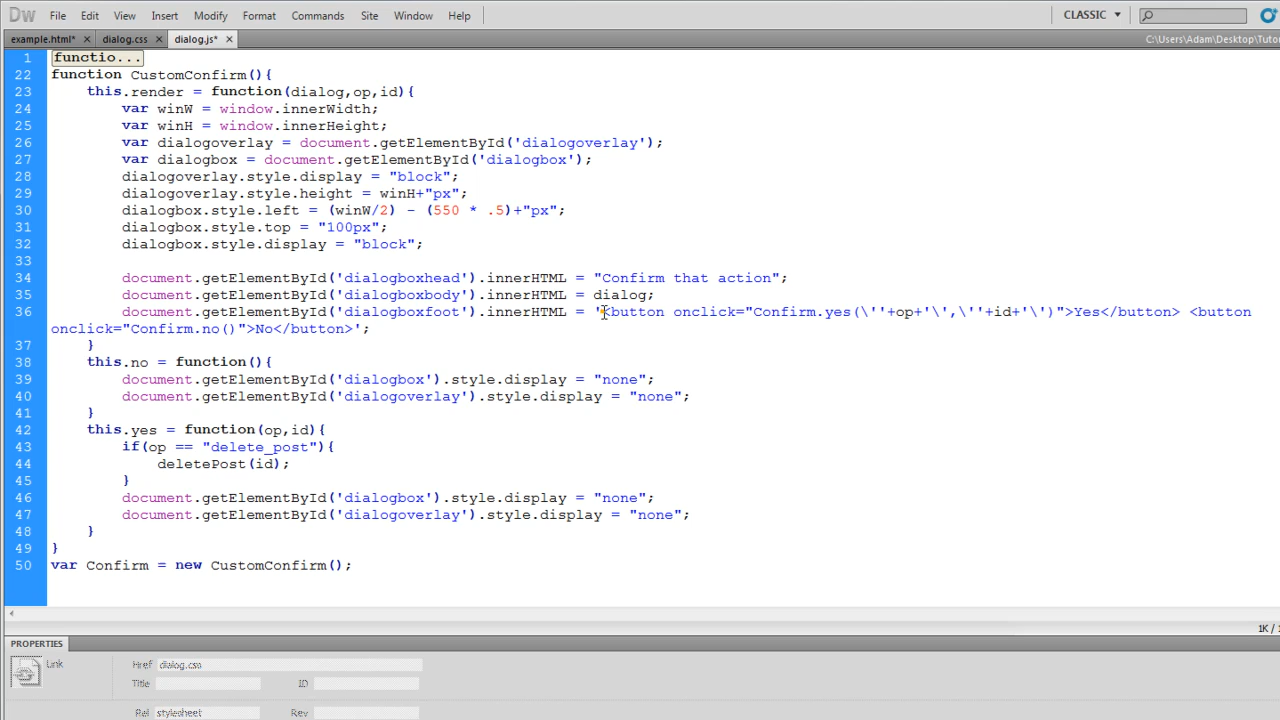 Dw File Edit View Insert Modify Format Commands Site Window Help CLASSIC
example.html* dialog.css dialog.js* C:\Users\Adam\Desktop\Tutor
1 functio...
22 function CustomConfirm(){
23 this.render = function(dialog,op,id){
24 var winW = window.innerWidth;
25 var winH = window.innerHeight;
26 var dialogoverlay = document.getElementById('dialogoverlay');
27 var dialogbox = document.getElementById('dialogbox');
28 dialogoverlay.style.display = "block";
29 dialogoverlay.style.height = winH+"px";
30 dialogbox.style.left = (winW/2) - (550 * .5)+"px";
31 dialogbox.style.top = "100px";
32 dialogbox.style.display = "block";
33
34 document.getElementById('dialogboxhead').innerHTML = "Confirm that action";
35 document.getElementById('dialogboxbody').innerHTML = dialog;
36 document.getElementById('dialogboxfoot').innerHTML = '<button onclick="Confirm.yes(\''+op+'\',\''+id+'\')">Yes</button> <button
onclick="Confirm.no()">No</button>';
37 }
38 this.no = function(){
39 document.getElementById('dialogbox').style.display = "none";
40 document.getElementById('dialogoverlay').style.display = "none";
41 }
42 this.yes = function(op,id){
43 if(op == "delete_post"){
44 deletePost(id);
45 }
46 document.getElementById('dialogbox').style.display = "none";
47 document.getElementById('dialogoverlay').style.display = "none";
48 }
49 }
50 var Confirm = new CustomConfirm();
1K / 1
PROPERTIES
Link Href dialog.css
Title ID
Rel stylesheet Rev